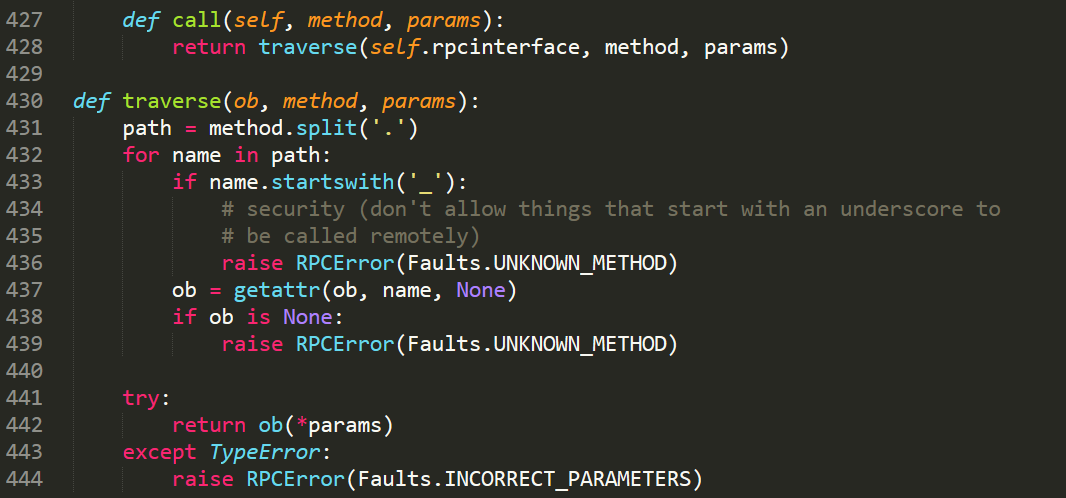 427 def call(self, method, params):
428 return traverse(self.rpcinterface, method, params)
429
430 def traverse(ob, method, params):
431 path = method.split('.')
432 for name in path:
433 if name.startswith('_'):
434 # security (don't allow things that start with an underscore to
435 # be called remotely)
436 raise RPCError(Faults.UNKNOWN_METHOD)
437 ob = getattr(ob, name, None)
438 if ob is None:
439 raise RPCError(Faults.UNKNOWN_METHOD)
440
441 try:
442 return ob(*params)
443 except TypeError:
444 raise RPCError(Faults.INCORRECT_PARAMETERS)